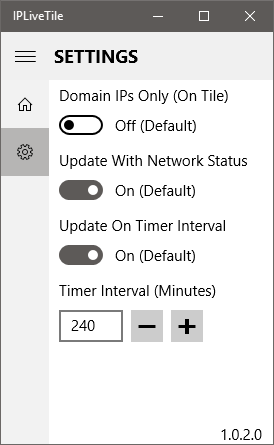 IPLiveTile
SETTINGS
Domain IPs Only (On Tile)
Off (Default)
Update With Network Status
On (Default)
Update On Timer Interval
On (Default)
Timer Interval (Minutes)
240
1.0.2.0